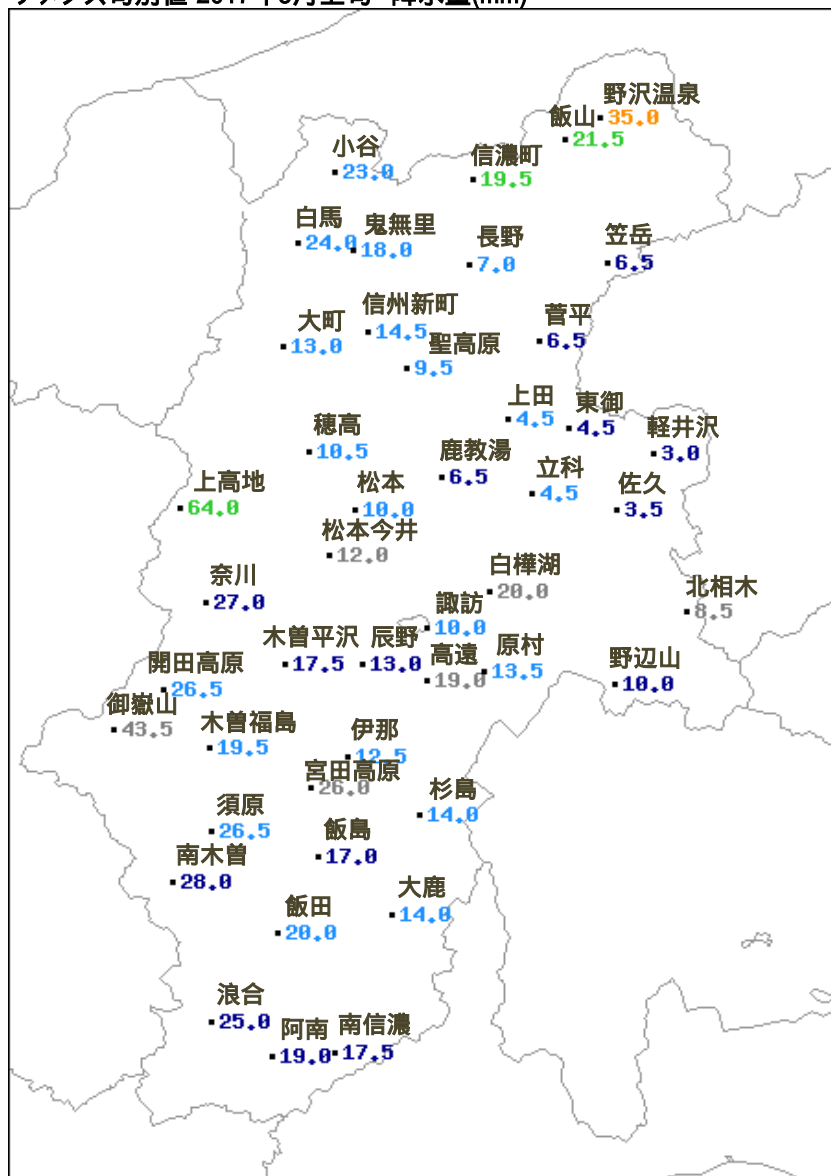 野沢温泉
35.0
飯山
21.5
小谷
23.0
信濃町
19.5
白馬
24.0
鬼無里
18.0
長野
7.0
笠岳
6.5
信州新町
14.5
大町
13.0
菅平
6.5
聖高原
9.5
上田
4.5
東御
4.5
軽井沢
3.0
穂高
10.5
鹿教湯
6.5
立科
4.5
佐久
3.5
上高地
64.0
松本
10.0
松本今井
12.0
白樺湖
20.0
北相木
8.5
奈川
27.0
諏訪
10.0
木曽平沢
17.5
辰野
13.0
高遠
19.0
原村
13.5
野辺山
10.0
開田高原
26.5
御嶽山
43.5
木曽福島
19.5
伊那
12.5
宮田高原
26.0
杉島
14.0
須原
26.5
飯島
17.0
南木曽
28.0
大鹿
14.0
飯田
20.0
浪合
25.0
阿南
19.0
南信濃
17.5